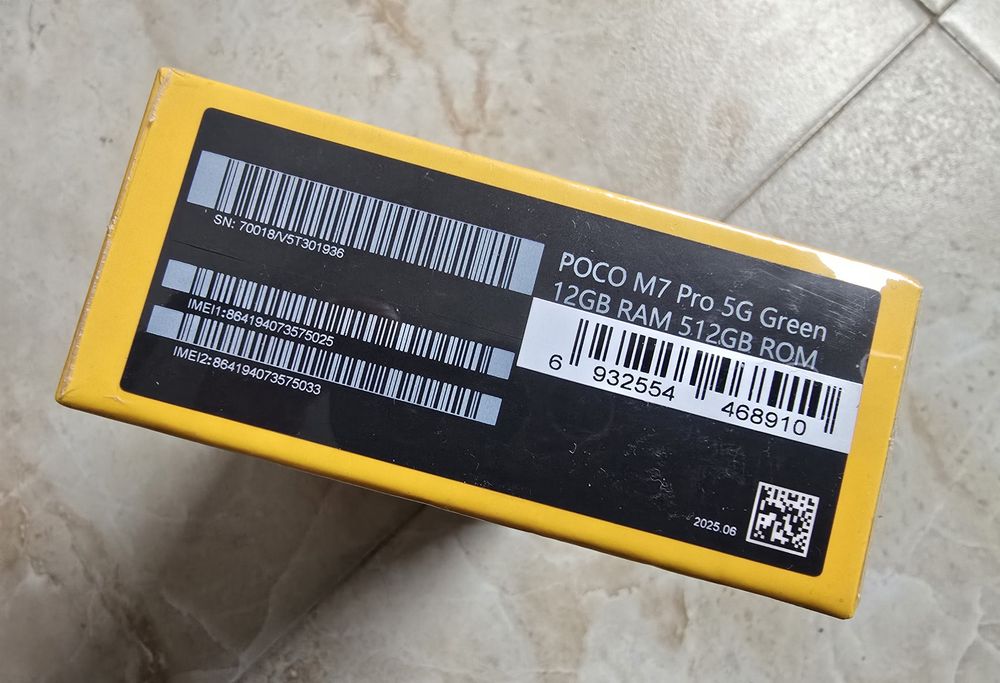 SN: 70018/V5T301936
IMEI1:864194073575025
IMEI2:864194073575033
POCO M7 Pro 5G Green
12GB RAM 512GB ROM
6 932554 468910
2025.06